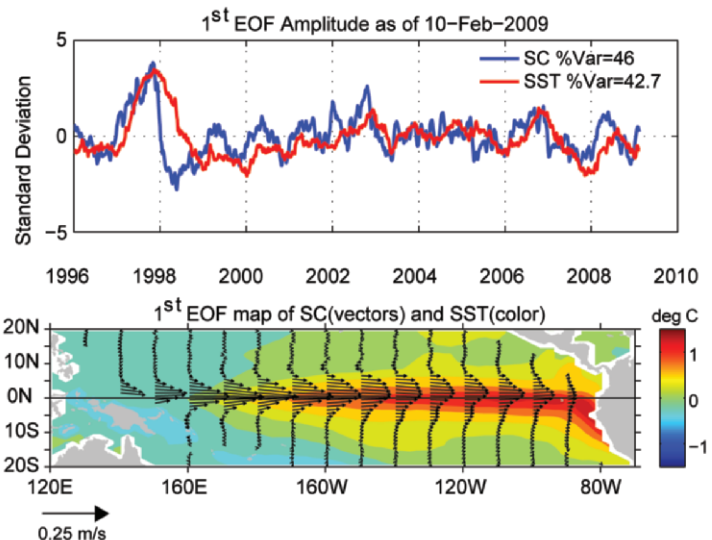 1st EOF Amplitude as of 10-Feb-2009
5
SC %Var=46
SST %Var=42.7
Standard Deviation
0
-5
1996 1998 2000 2002 2004 2006 2008 2010
1st EOF map of SC(vectors) and SST(color)
deg C
20N
10N
0N
10S
20S
1
0
-1
120E 160E 160W 120W 80W
0.25 m/s